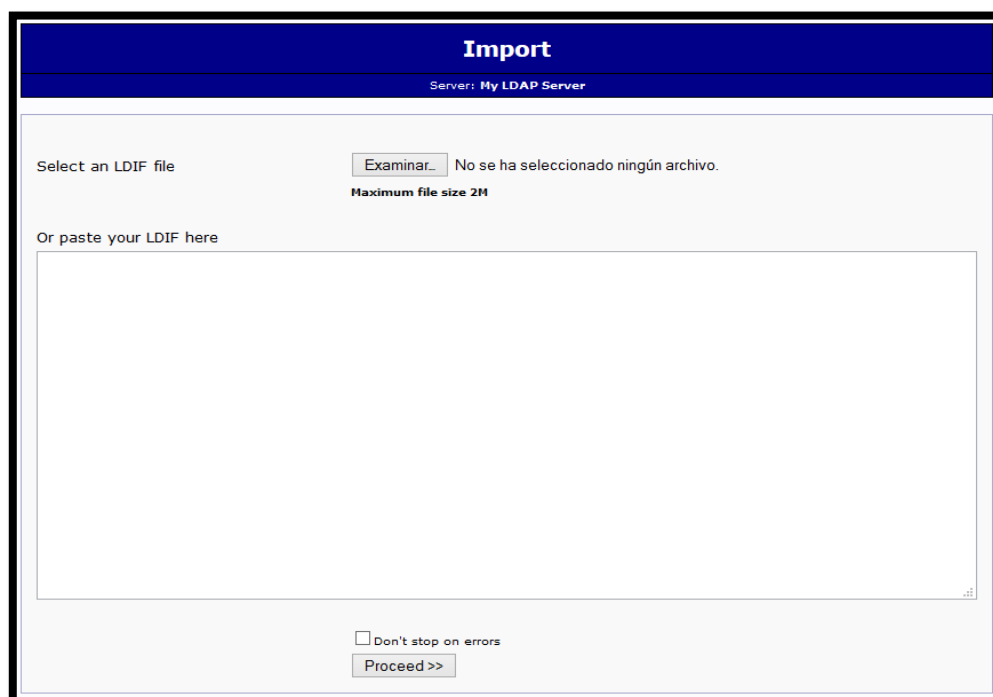 Import
Server: My LDAP Server
Select an LDIF file
Examinar... No se ha seleccionado ningún archivo.
Maximum file size 2M
Or paste your LDIF here
Don't stop on errors
Proceed >>